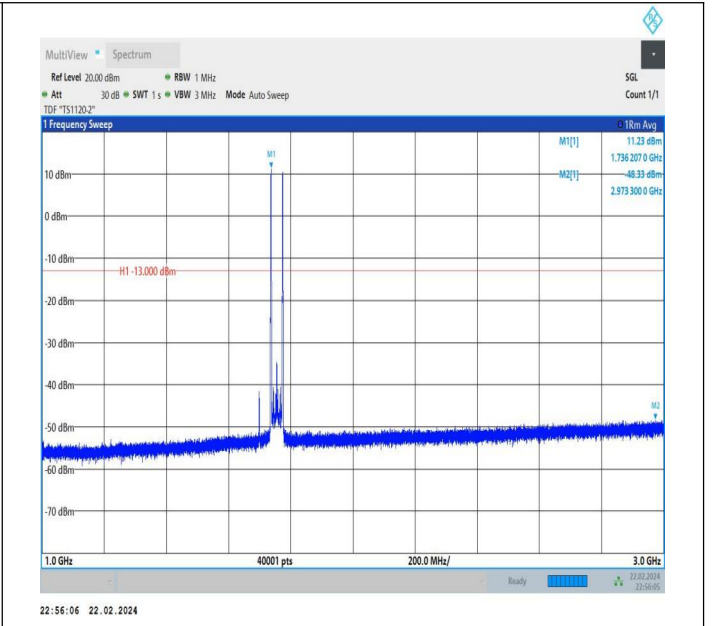 MultiView Spectrum
Ref Level 20.00 dBm RBW 1 MHz SGL
Att 30 dB SWT 1 s VBW 3 MHz Mode Auto Sweep Count 1/1
TDF "TS1120-2"
1 Frequency Sweep 1Rm Avg
M1[1] 11.23 dBm
1.736 207 0 GHz
M2[1] -48.33 dBm
2.973 300 0 GHz
M1
10 dBm
0 dBm
-10 dBm
H1 -13.000 dBm
-20 dBm
-30 dBm
-40 dBm
M2
-50 dBm
-60 dBm
-70 dBm
1.0 GHz 40001 pts 200.0 MHz/ 3.0 GHz
Ready 22.02.2024
22:56:05
22:56:06 22.02.2024